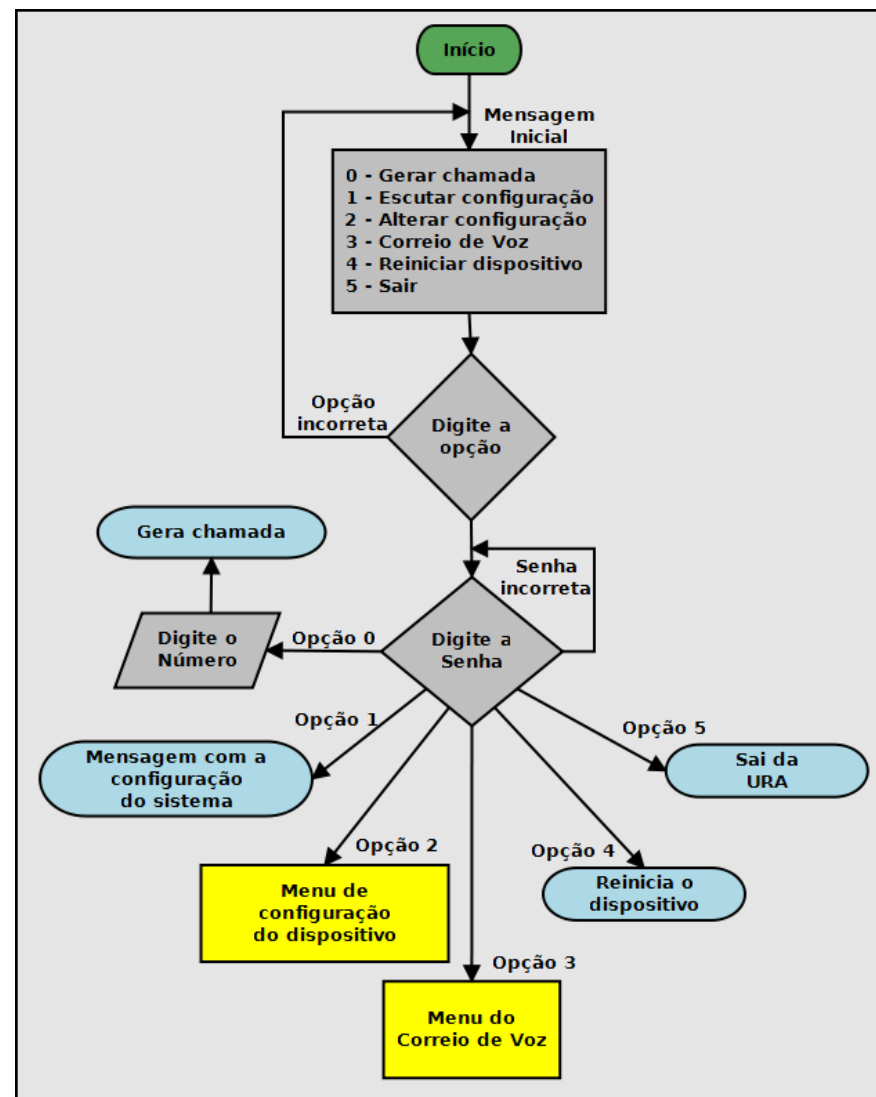 Início
Mensagem
Inicial
0 - Gerar chamada
1 - Escutar configuração
2 - Alterar configuração
3 - Correio de Voz
4 - Reiniciar dispositivo
5 - Sair
Opção
incorreta
Digite a
opção
Gera chamada
Senha
incorreta
Digite o
Número
Opção 0
Digite a
Senha
Opção 1
Opção 5
Mensagem com a
configuração
do sistema
Sai da
URA
Opção 2
Opção 4
Menu de
configuração
do dispositivo
Reinicia o
dispositivo
Opção 3
Menu do
Correio de Voz